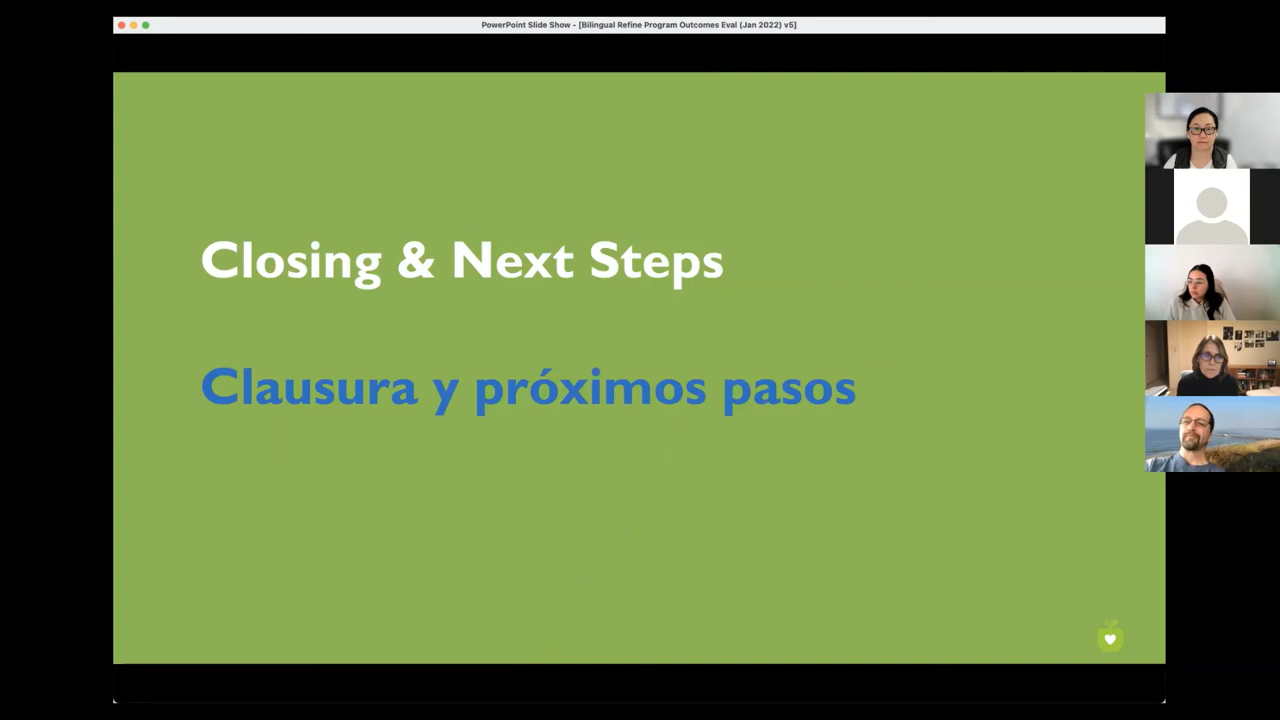 PowerPoint Slide Show - [Bilingual Refine Program Outcomes Eval (Jan 2022) v5]
Closing & Next Steps
Clausura y próximos pasos